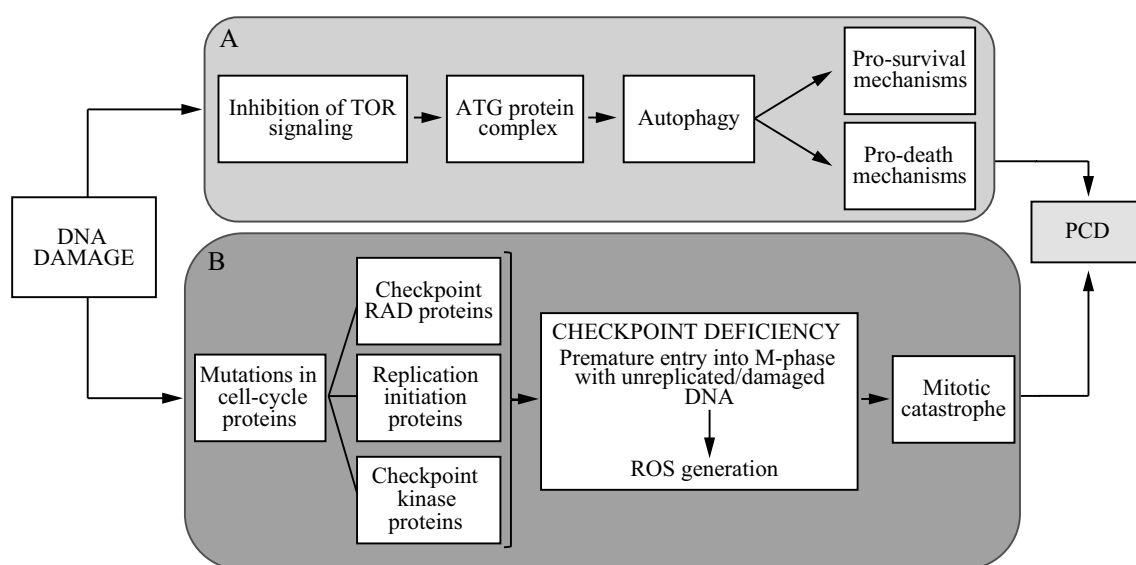 A
Inhibition of TOR
signaling
ATG protein
complex
Autophagy
Pro-survival
mechanisms
Pro-death
mechanisms
DNA
DAMAGE
PCD
B
Mutations in
cell-cycle
proteins
Checkpoint
RAD proteins
Replication
initiation
proteins
Checkpoint
kinase
proteins
CHECKPOINT DEFICIENCY
Premature entry into M-phase
with unreplicated/damaged
DNA
ROS generation
Mitotic
catastrophe